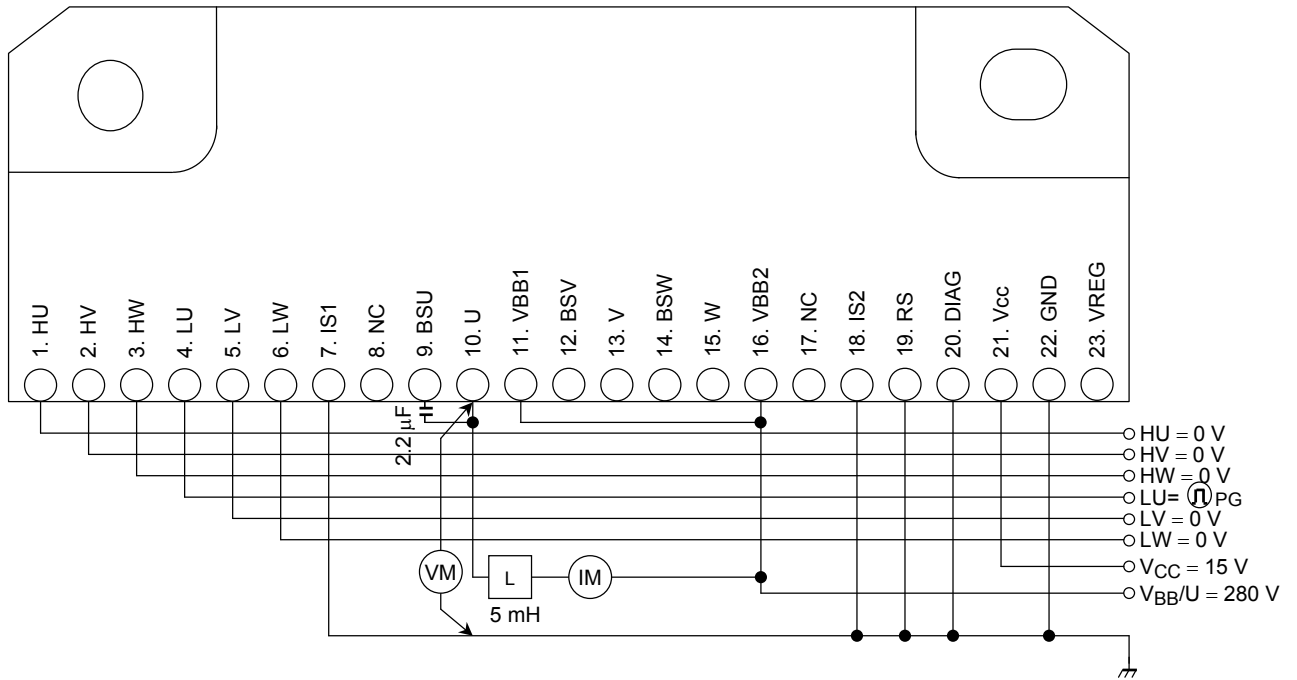 1. HU
2. HV
3. HW
4. LU
5. LV
6. LW
7. IS1
8. NC
9. BSU
10. U
11. VBB1
12. BSV
13. V
14. BSW
15. W
16. VBB2
17. NC
18. IS2
19. RS
20. DIAG
21. Vcc
22. GND
23. VREG
2.2 μF
HU = 0 V
HV = 0 V
HW = 0 V
LU= PG
LV = 0 V
LW = 0 V
VCC = 15 V
VBB/U = 280 V
VM
L
IM
5 mH